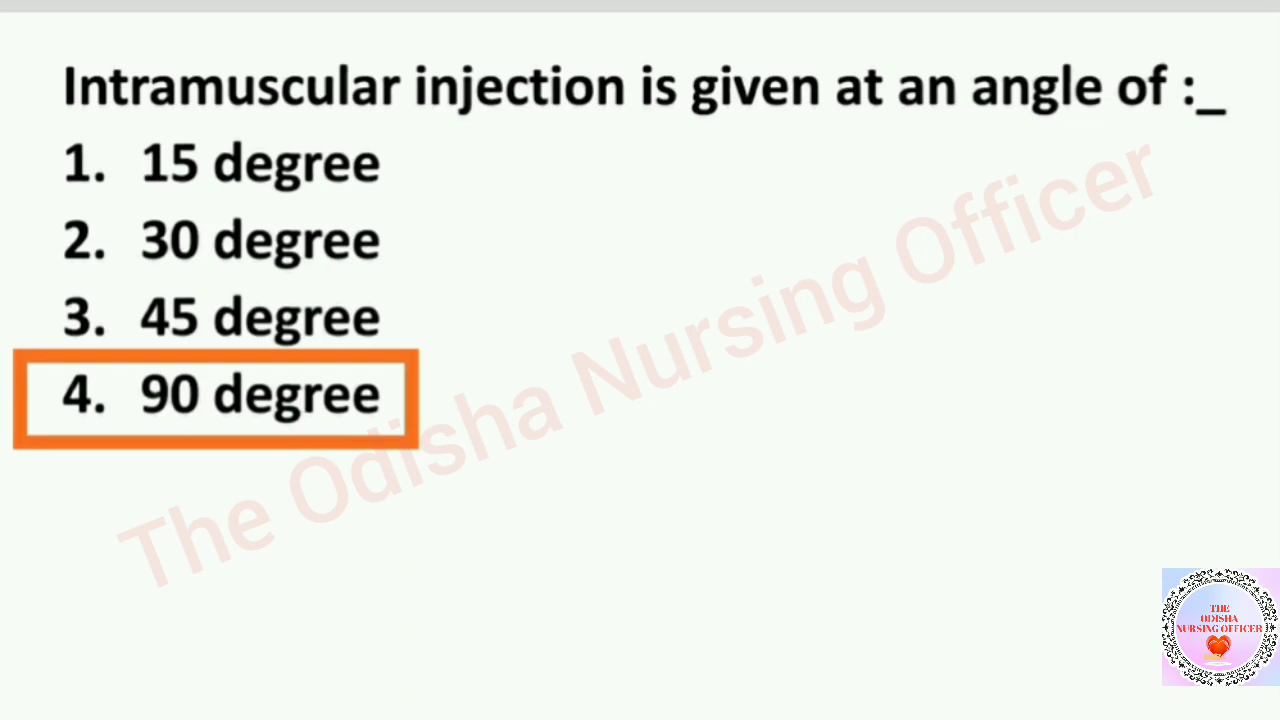 Intramuscular injection is given at an angle of :_
1. 15 degree
2. 30 degree
3. 45 degree
4. 90 degree
The Odisha Nursing Officer
THE
ODISHA
NURSING OFFICER